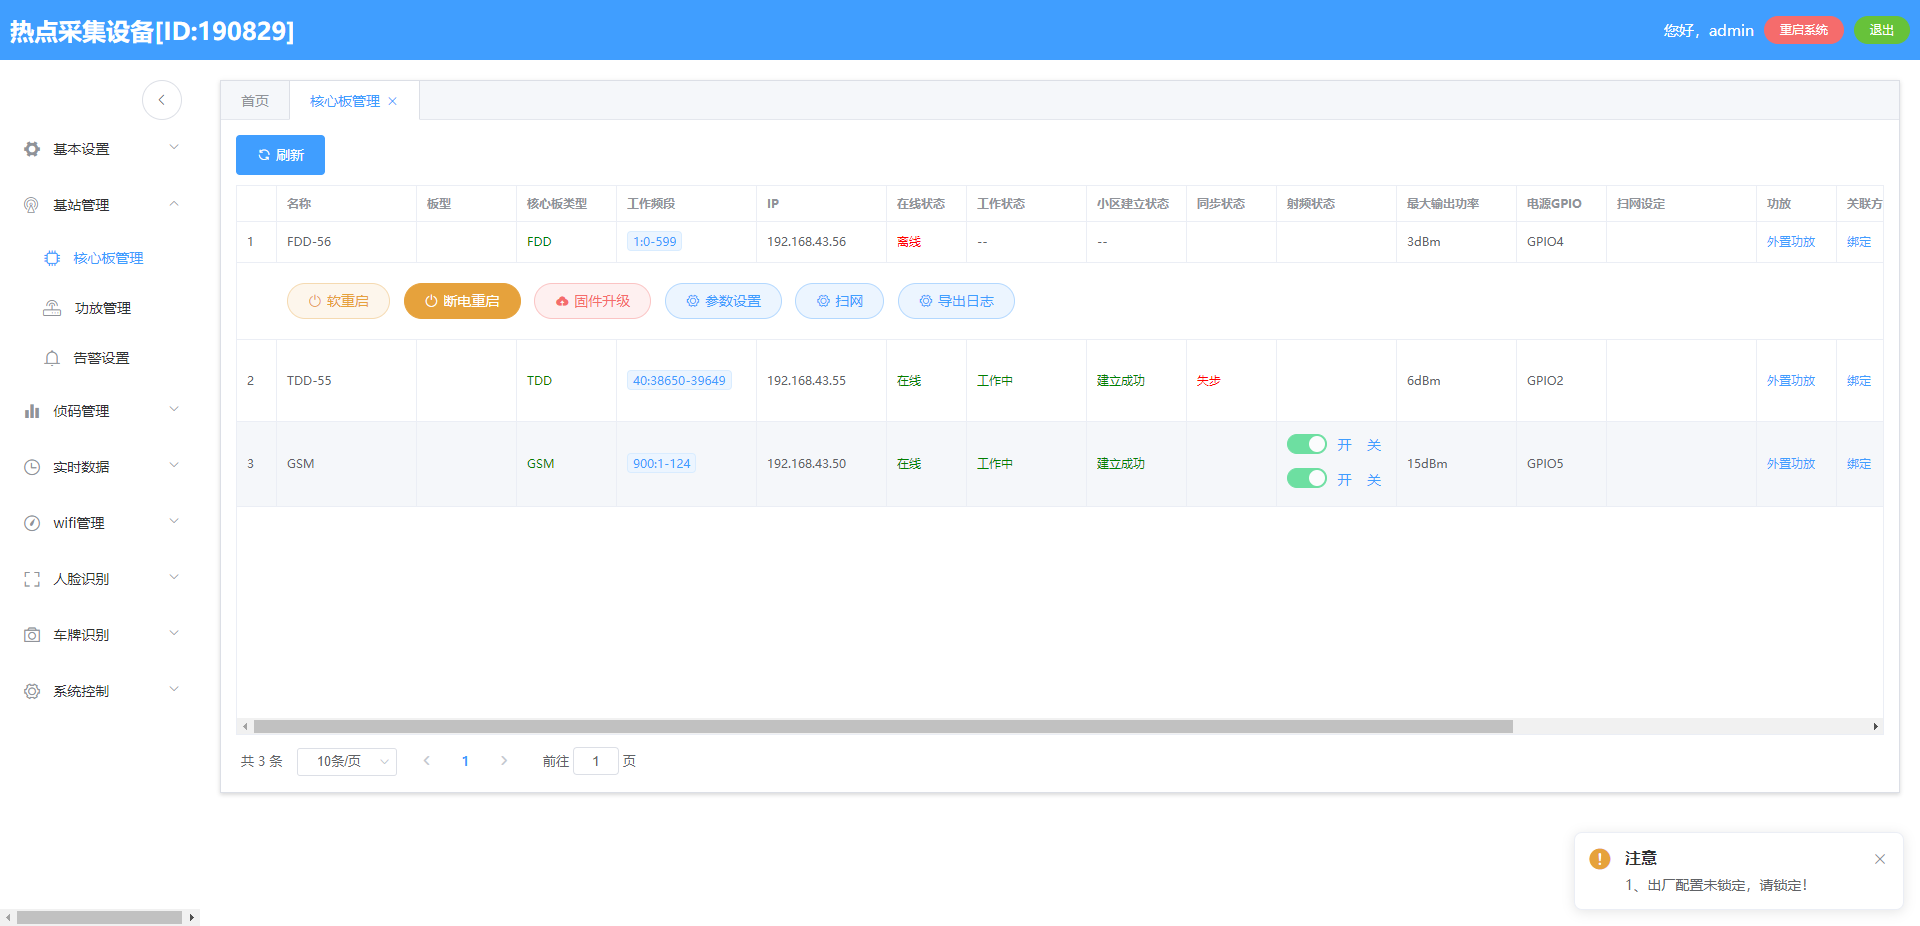 热点采集设备[ID:190829]
您好，admin 重启系统 退出
首页 核心板管理
刷新
基本设置
基站管理
核心板管理
功放管理
告警设置
侦码管理
实时数据
wifi管理
人脸识别
车牌识别
系统控制
名称 板型 核心板类型 工作频段 IP 在线状态 工作状态 小区建立状态 同步状态 射频状态 最大输出功率 电源GPIO 扫网设定 功放 关联方
1 FDD-56 FDD 1:0-599 192.168.43.56 离线 -- -- 3dBm GPIO4 外置功放 绑定
软重启 断电重启 固件升级 参数设置 扫网 导出日志
2 TDD-55 TDD 40:38650-39649 192.168.43.55 在线 工作中 建立成功 失步 6dBm GPIO2 外置功放 绑定
开 关
3 GSM GSM 900:1-124 192.168.43.50 在线 工作中 建立成功 15dBm GPIO5 外置功放 绑定
开 关
共 3 条 10条/页 1 前往 1 页
注意
1、出厂配置未锁定，请锁定！